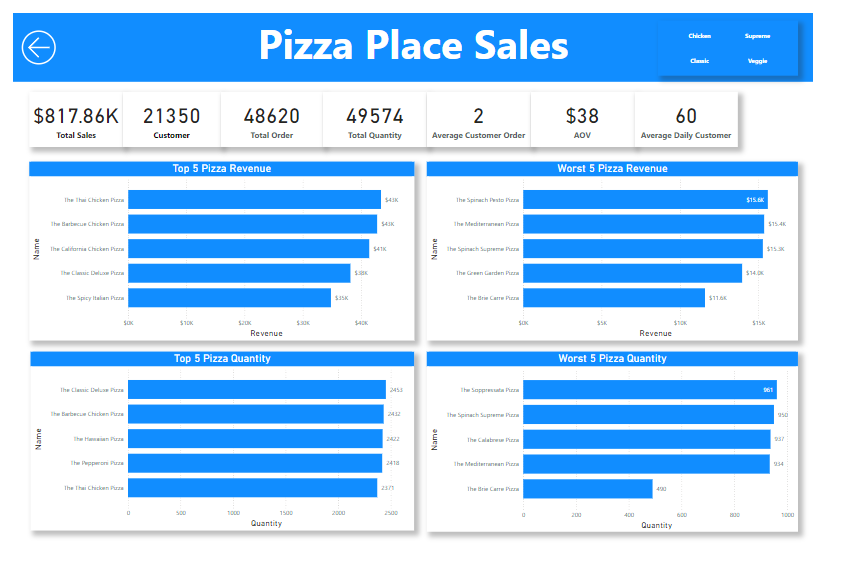 Pizza Place Sales
Chicken
Supreme
Classic
Veggie
$817.86K
Total Sales
21350
Customer
48620
Total Order
49574
Total Quantity
2
Average Customer Order
$38
AOV
60
Average Daily Customer
Top 5 Pizza Revenue
Name
The Thai Chicken Pizza
$43K
The Barbecue Chicken Pizza
$43K
The California Chicken Pizza
$41K
The Classic Deluxe Pizza
$38K
The Spicy Italian Pizza
$35K
$0K
$10K
$20K
$30K
$40K
Revenue
Worst 5 Pizza Revenue
Name
The Spinach Pesto Pizza
$15.6K
The Mediterranean Pizza
$15.4K
The Spinach Supreme Pizza
$15.3K
The Green Garden Pizza
$14.0K
The Brie Carre Pizza
$11.6K
$0K
$5K
$10K
$15K
Revenue
Top 5 Pizza Quantity
Name
The Classic Deluxe Pizza
2453
The Barbecue Chicken Pizza
2432
The Hawaiian Pizza
2422
The Pepperoni Pizza
2418
The Thai Chicken Pizza
2371
0
500
1000
1500
2000
2500
Quantity
Worst 5 Pizza Quantity
Name
The Soppressata Pizza
961
The Spinach Supreme Pizza
950
The Calabrese Pizza
937
The Mediterranean Pizza
934
The Brie Carre Pizza
490
0
200
400
600
800
1000
Quantity